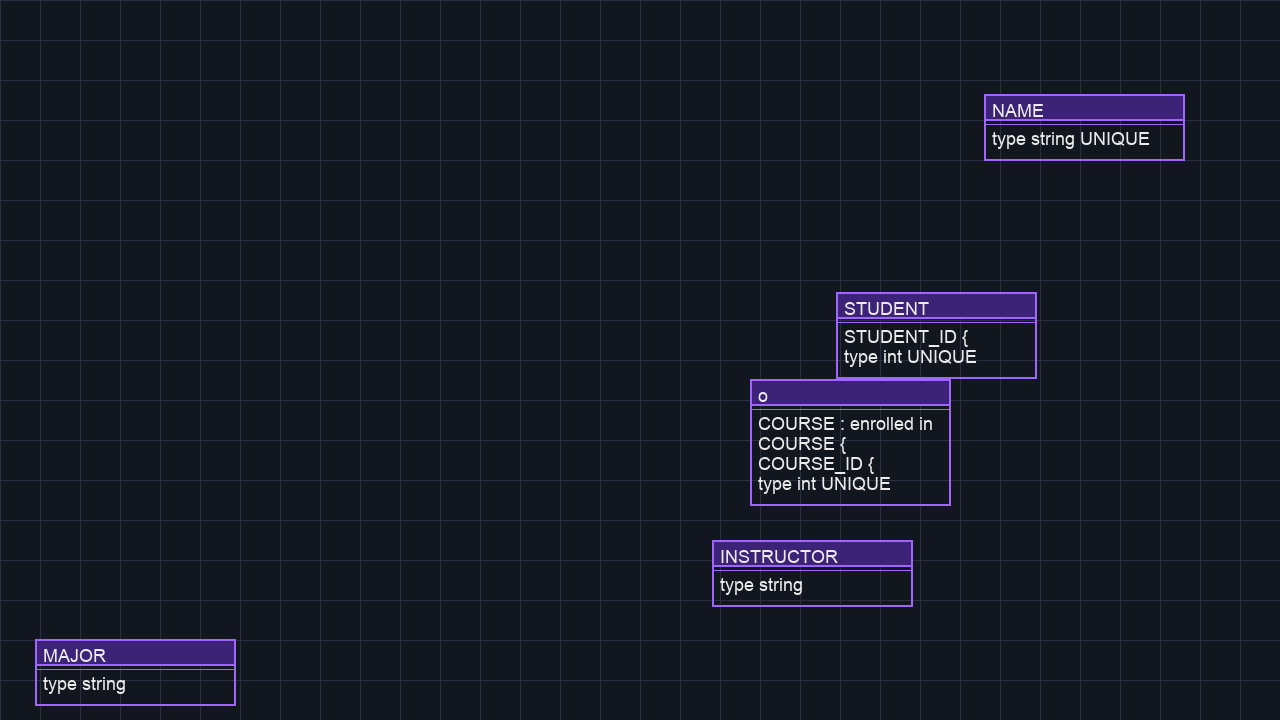 NAME
type string UNIQUE
STUDENT
STUDENT_ID {
type int UNIQUE
o
COURSE : enrolled in
COURSE {
COURSE_ID {
type int UNIQUE
INSTRUCTOR
type string
MAJOR
type string